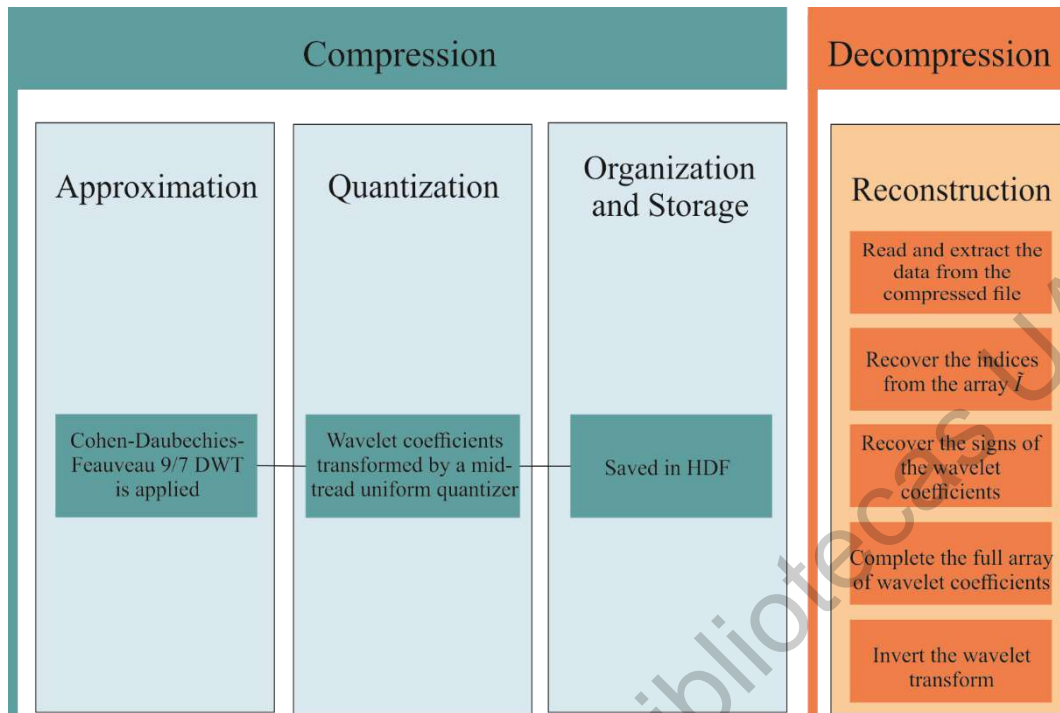 Compression
Decompression
Approximation
Quantization
Organization
and Storage
Reconstruction
Cohen-Daubechies-
Feauveau 9/7 DWT
is applied
Wavelet coefficients
transformed by a mid-
tread uniform quantizer
Saved in HDF
Read and extract the
data from the
compressed file
Recover the indices
from the array Ĩ
Recover the signs of
the wavelet
coefficients
Complete the full array
of wavelet coefficients
Invert the wavelet
transform